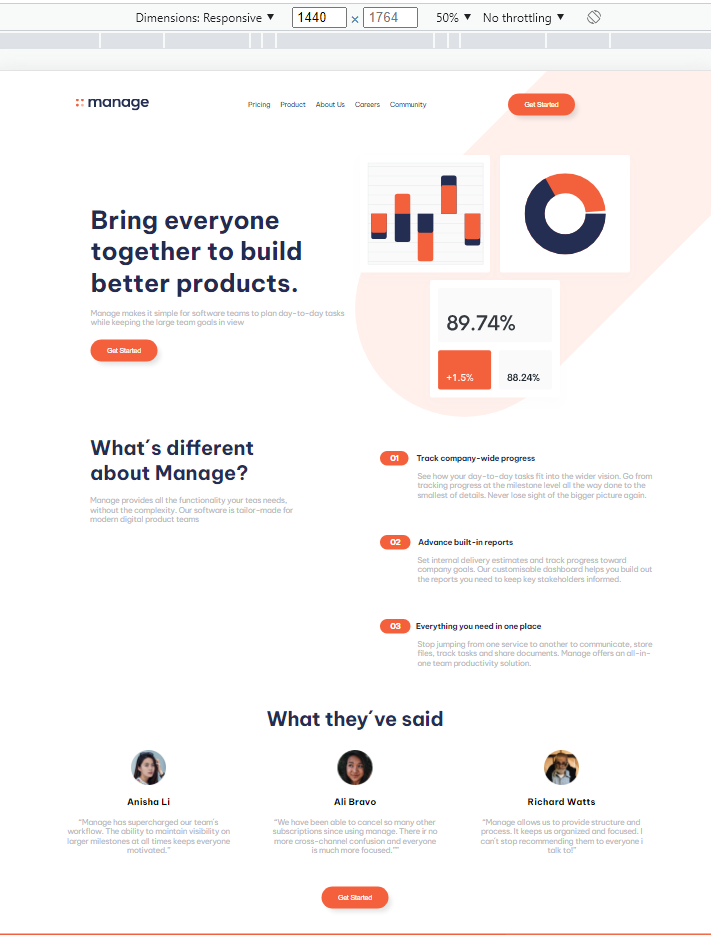 Dimensions: Responsive ▼ 1440 × 1764 50% ▼ No throttling ▼
manage Pricing Product About Us Careers Community Get Started
Bring everyone
together to build
better products.
Manage makes it simple for software teams to plan day-to-day tasks
while keeping the large team goals in view
Get Started
89.74%
+1.5% 88.24%
What´s different
about Manage?
Manage provides all the functionality your teas needs,
without the complexity. Our software is tailor-made for
modern digital product teams
01 Track company-wide progress
See how your day-to-day tasks fit into the wider vision. Go from
tracking progress at the milestone level all the way done to the
smallest of details. Never lose sight of the bigger picture again.
02 Advance built-in reports
Set internal delivery estimates and track progress toward
company goals. Our customisable dashboard helps you build out
the reports you need to keep key stakeholders informed.
03 Everything you need in one place
Stop jumping from one service to another to communicate, store
files, track tasks and share documents. Manage offers an all-in-
one team productivity solution.
What they´ve said
Anisha Li
"Manage has supercharged our team's
workflow. The ability to maintain visibility on
larger milestones at all times keeps everyone
motivated."
Ali Bravo
"We have been able to cancel so many other
subscriptions since using manage. There ir no
more cross-channel confusion and everyone
is much more focused.""
Richard Watts
"Manage allows us to provide structure and
process. It keeps us organized and focused. I
can't stop recommending them to everyone i
talk to!"
Get Started